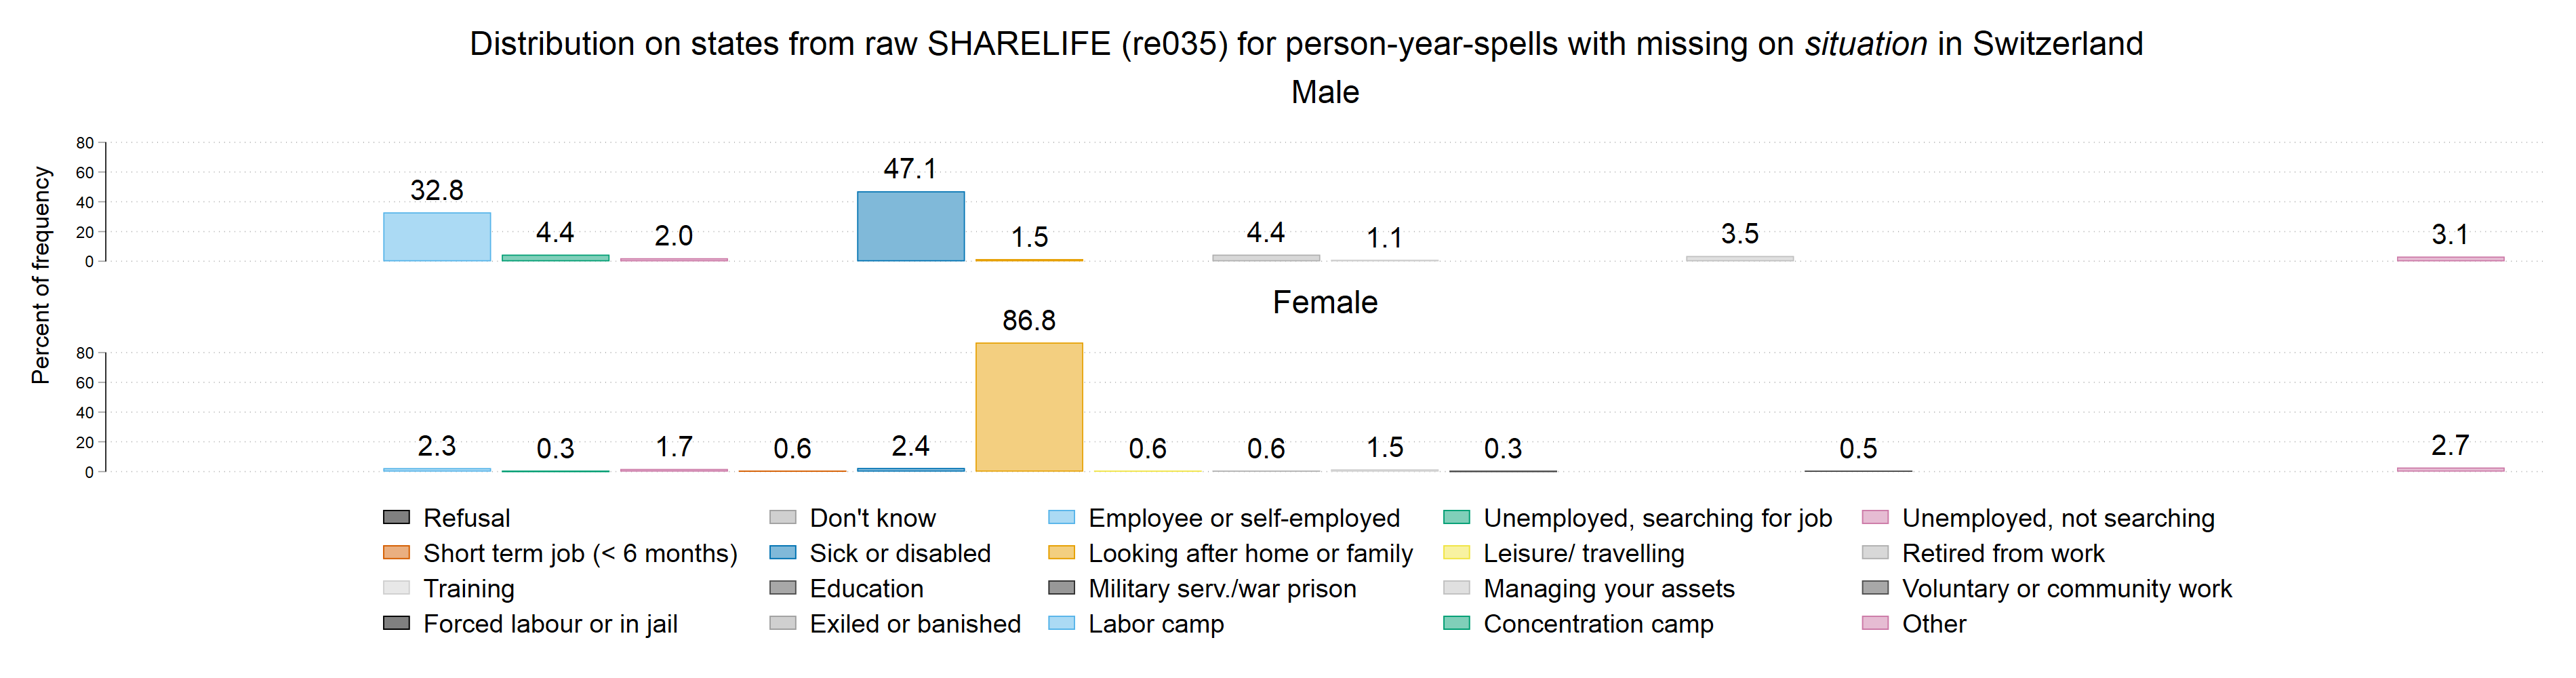 Distribution on states from raw SHARELIFE (re035) for person-year-spells with missing on situation in Switzerland
Male
Percent of frequency
80
60
40
20
0
32.8
4.4
2.0
47.1
1.5
4.4
1.1
3.5
3.1
Female
80
60
40
20
0
2.3
0.3
1.7
0.6
2.4
86.8
0.6
0.6
1.5
0.3
0.5
2.7
Refusal
Don't know
Employee or self-employed
Unemployed, searching for job
Unemployed, not searching
Short term job (< 6 months)
Sick or disabled
Looking after home or family
Leisure/ travelling
Retired from work
Training
Education
Military serv./war prison
Managing your assets
Voluntary or community work
Forced labour or in jail
Exiled or banished
Labor camp
Concentration camp
Other